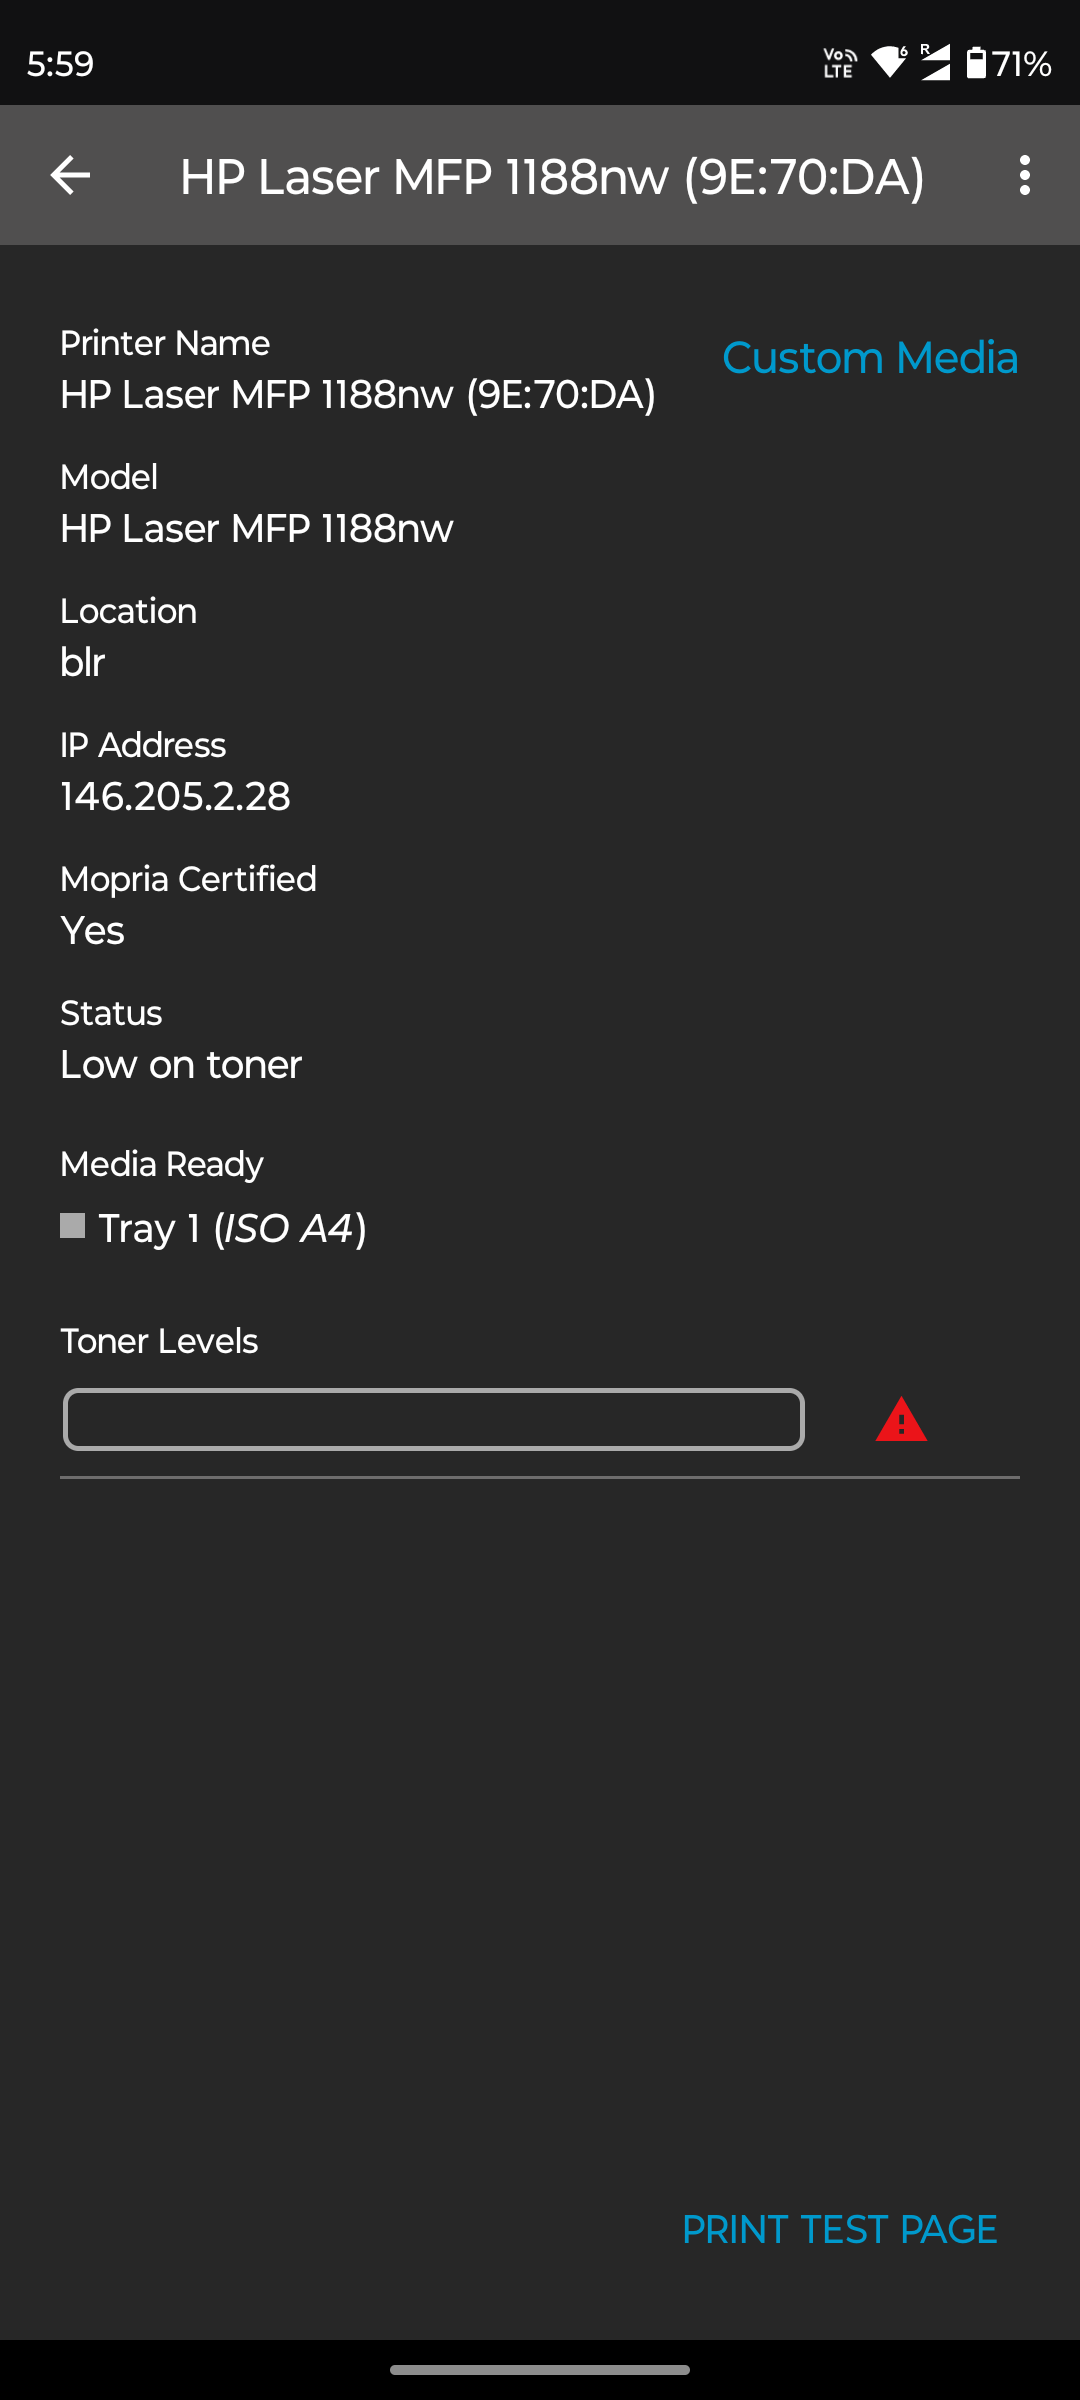 5:59
Vo LTE 6 R 71%
HP Laser MFP 1188nw (9E:70:DA)
Printer Name
HP Laser MFP 1188nw (9E:70:DA)
Custom Media
Model
HP Laser MFP 1188nw
Location
blr
IP Address
146.205.2.28
Mopria Certified
Yes
Status
Low on toner
Media Ready
Tray 1 (ISO A4)
Toner Levels
PRINT TEST PAGE